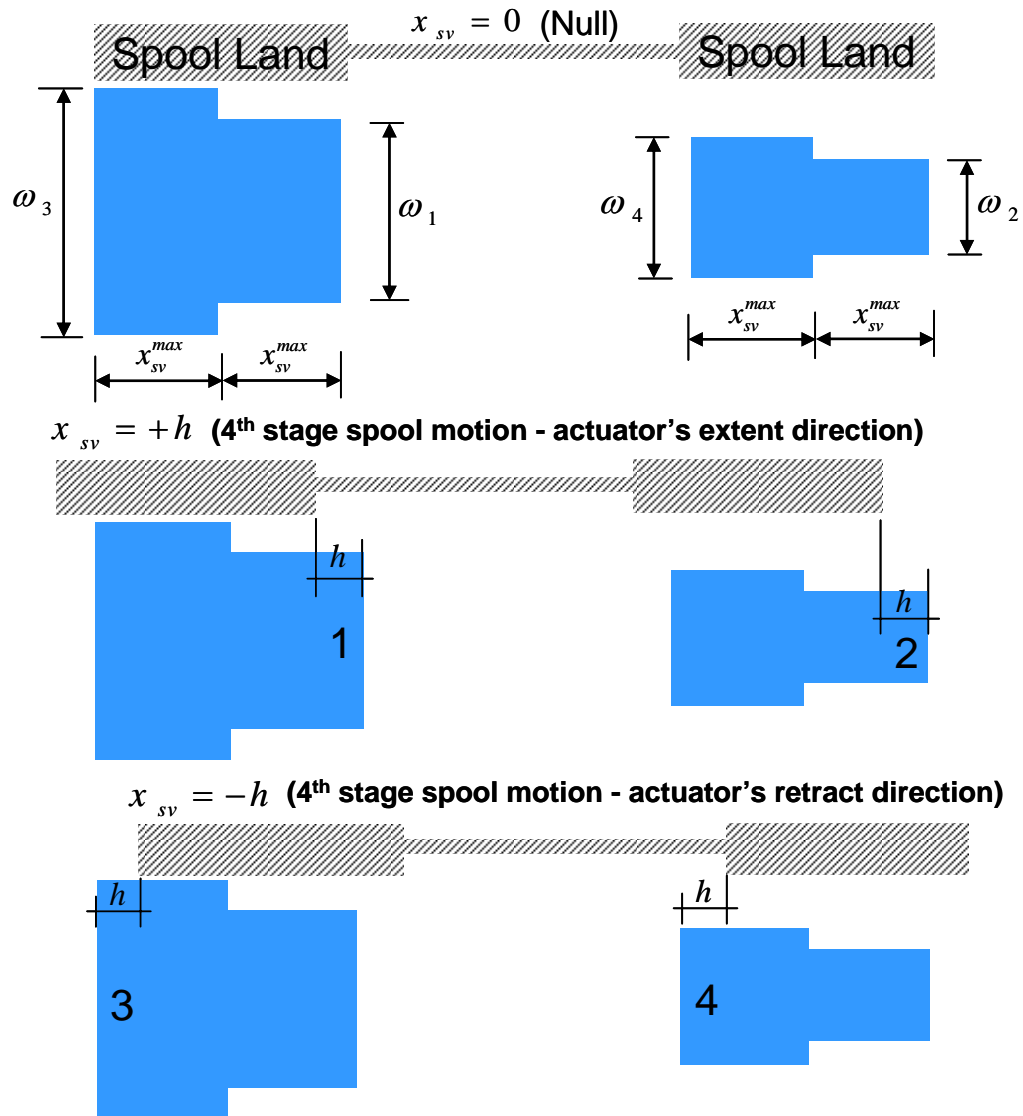 x_sv = 0 (Null)
Spool Land
Spool Land
ω_3
ω_1
ω_4
ω_2
x_sv^max
x_sv^max
x_sv^max
x_sv^max
x_sv = +h (4th stage spool motion - actuator's extent direction)
h
h
1
2
x_sv = −h (4th stage spool motion - actuator's retract direction)
h
h
3
4